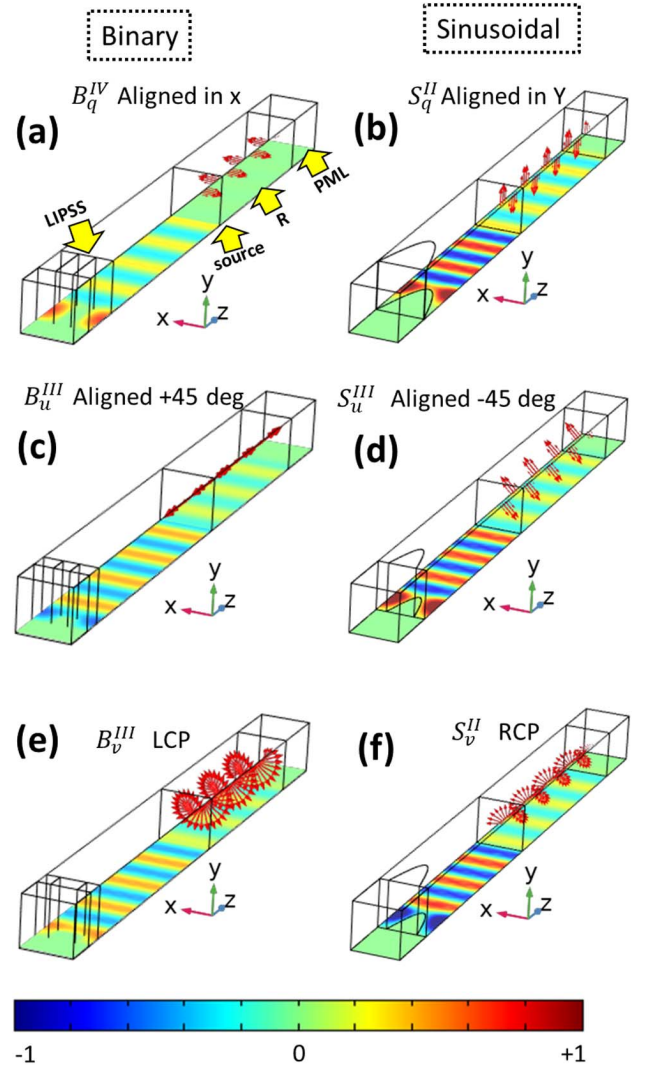 Binary
Sinusoidal
B_q^{IV} Aligned in x
S_q^{II} Aligned in Y
(a)
(b)
LIPSS
PML
R
source
y
x
z
y
x
z
B_u^{III} Aligned +45 deg
S_u^{III} Aligned -45 deg
(c)
(d)
y
x
z
y
x
z
(e)
B_v^{III} LCP
S_v^{II} RCP
(f)
y
x
z
y
x
z
-1
0
+1